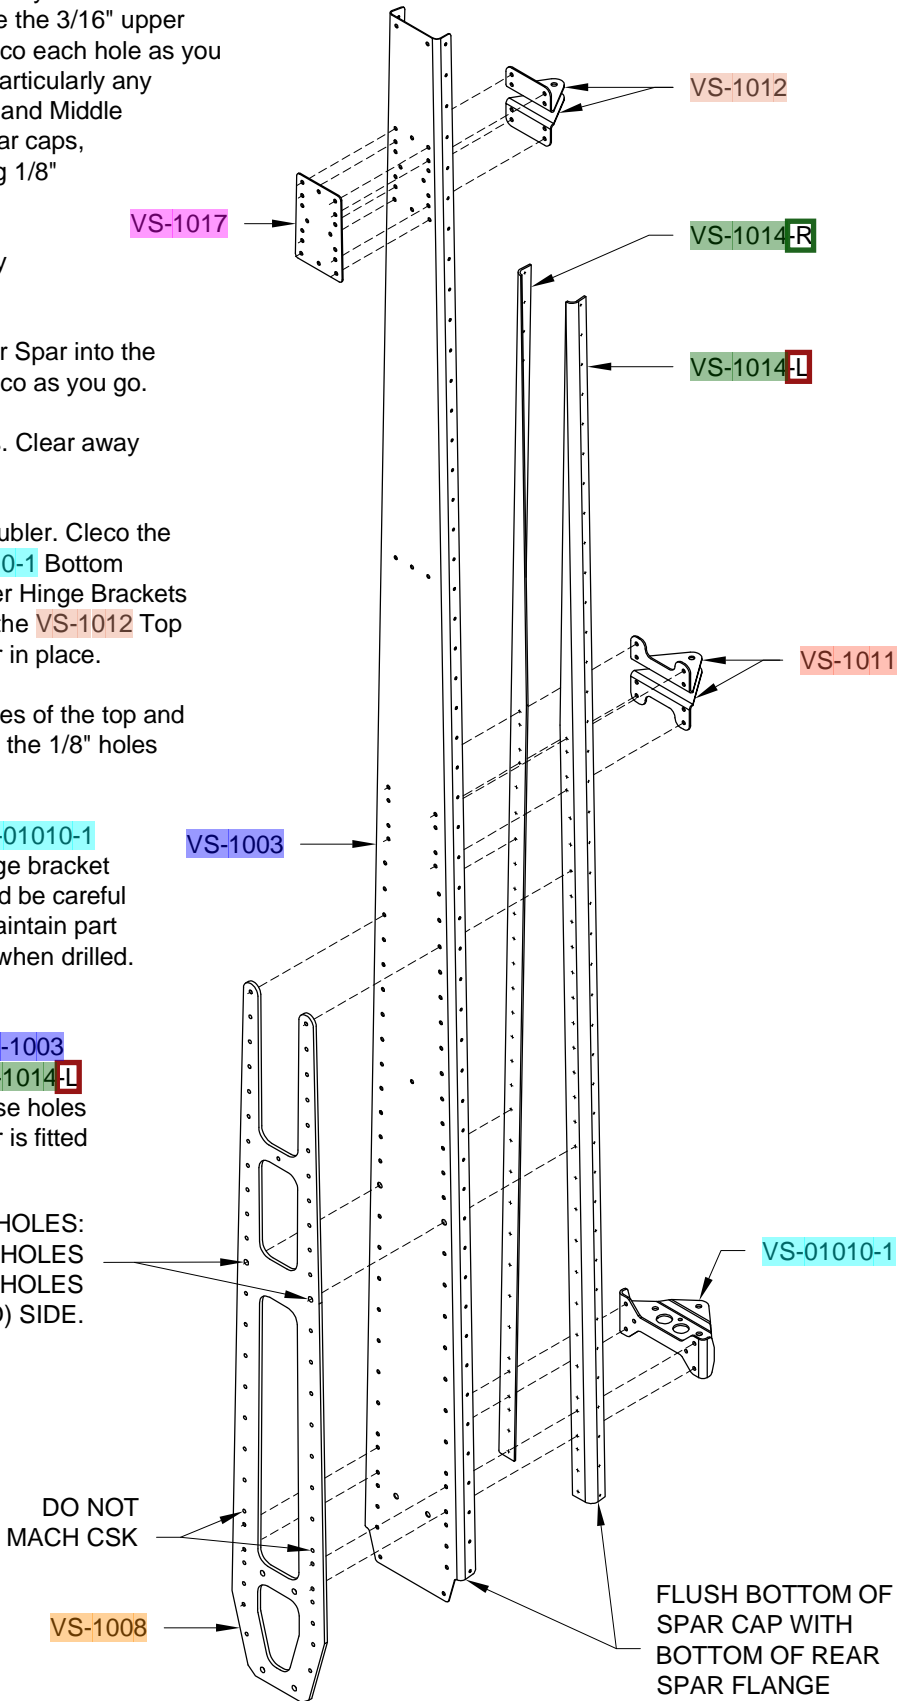 e the 3/16" upper
co each hole as you
articularly any
and Middle
ar caps,
g 1/8"
y
r Spar into the
co as you go.
s. Clear away
ubler. Cleco the
0-1 Bottom
er Hinge Brackets
the VS-1012 Top
r in place.
es of the top and
the 1/8" holes
-01010-1
ge bracket
d be careful
aintain part
when drilled.
-1003
-1014-L
se holes
r is fitted
HOLES:
HOLES
HOLES
) SIDE.
DO NOT
MACH CSK
VS-1008
VS-1017
VS-1003
VS-1012
VS-1014-R
VS-1014-L
VS-1011
VS-01010-1
FLUSH BOTTOM OF
SPAR CAP WITH
BOTTOM OF REAR
SPAR FLANGE